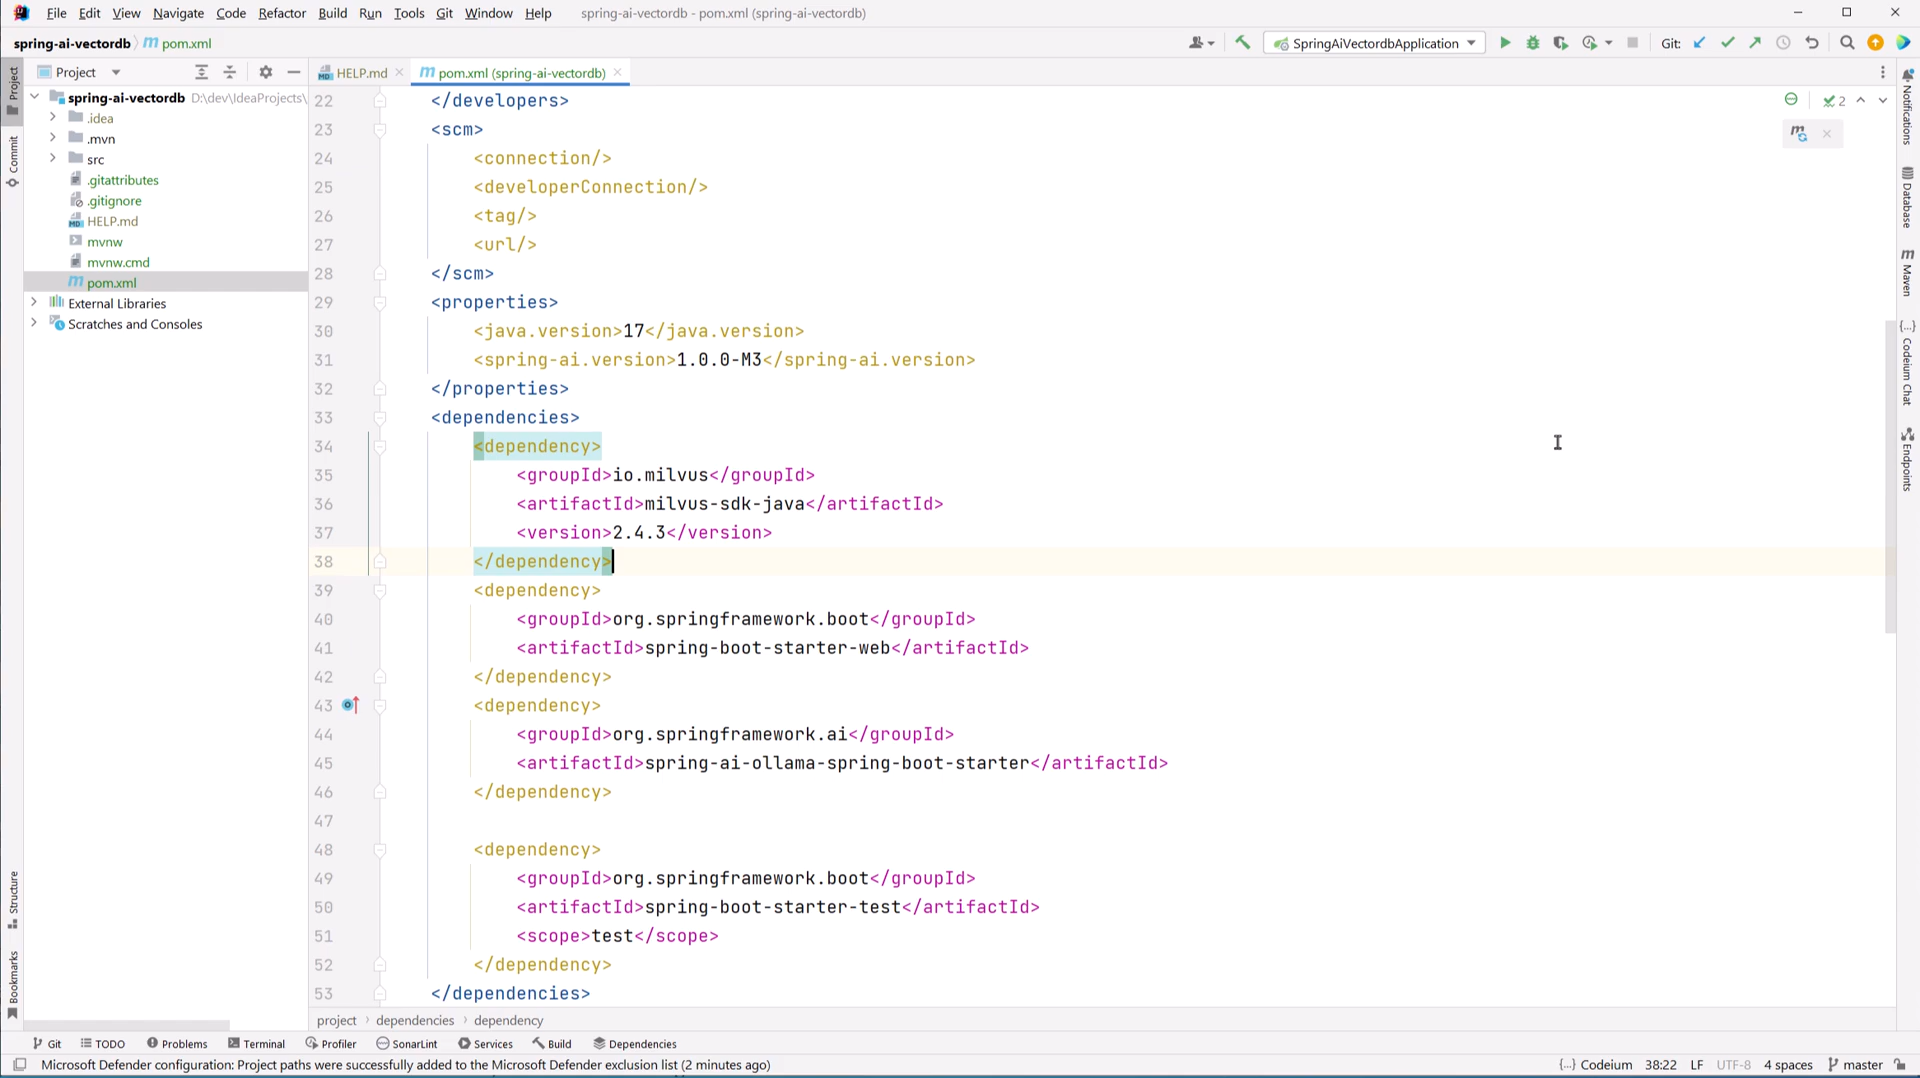 File Edit View Navigate Code Refactor Build Run Tools Git Window Help spring-ai-vectordb - pom.xml (spring-ai-vectordb)
spring-ai-vectordb pom.xml SpringAiVectordbApplication Git:
Project HELP.md pom.xml (spring-ai-vectordb)
spring-ai-vectordb D:\dev\IdeaProjects\
.idea
.mvn
src
.gitattributes
.gitignore
HELP.md
mvnw
mvnw.cmd
pom.xml
External Libraries
Scratches and Consoles
Project
Commit
Structure
Bookmarks
22 </developers>
23 <scm>
24 <connection/>
25 <developerConnection/>
26 <tag/>
27 <url/>
28 </scm>
29 <properties>
30 <java.version>17</java.version>
31 <spring-ai.version>1.0.0-M3</spring-ai.version>
32 </properties>
33 <dependencies>
34 <dependency>
35 <groupId>io.milvus</groupId>
36 <artifactId>milvus-sdk-java</artifactId>
37 <version>2.4.3</version>
38 </dependency>
39 <dependency>
40 <groupId>org.springframework.boot</groupId>
41 <artifactId>spring-boot-starter-web</artifactId>
42 </dependency>
43 <dependency>
44 <groupId>org.springframework.ai</groupId>
45 <artifactId>spring-ai-ollama-spring-boot-starter</artifactId>
46 </dependency>
47
48 <dependency>
49 <groupId>org.springframework.boot</groupId>
50 <artifactId>spring-boot-starter-test</artifactId>
51 <scope>test</scope>
52 </dependency>
53 </dependencies>
2
Notifications
Database
Maven
Codeium Chat
Endpoints
project dependencies dependency
Git TODO Problems Terminal Profiler SonarLint Services Build Dependencies
Microsoft Defender configuration: Project paths were successfully added to the Microsoft Defender exclusion list (2 minutes ago) {...} Codeium 38:22 LF UTF-8 4 spaces master